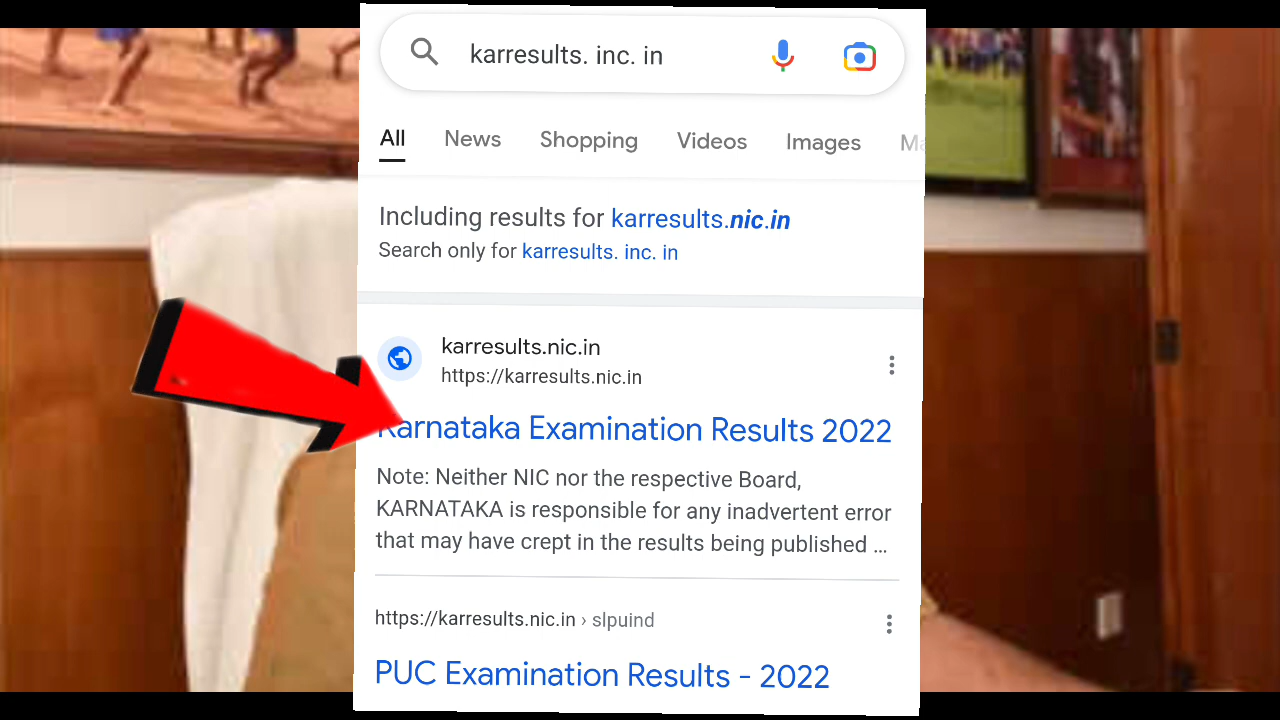 karresults. inc. in
All News Shopping Videos Images
Including results for karresults.nic.in
Search only for karresults. inc. in
karresults.nic.in
https://karresults.nic.in
Karnataka Examination Results 2022
Note: Neither NIC nor the respective Board,
KARNATAKA is responsible for any inadvertent error
that may have crept in the results being published ...
https://karresults.nic.in › slpuind
PUC Examination Results - 2022